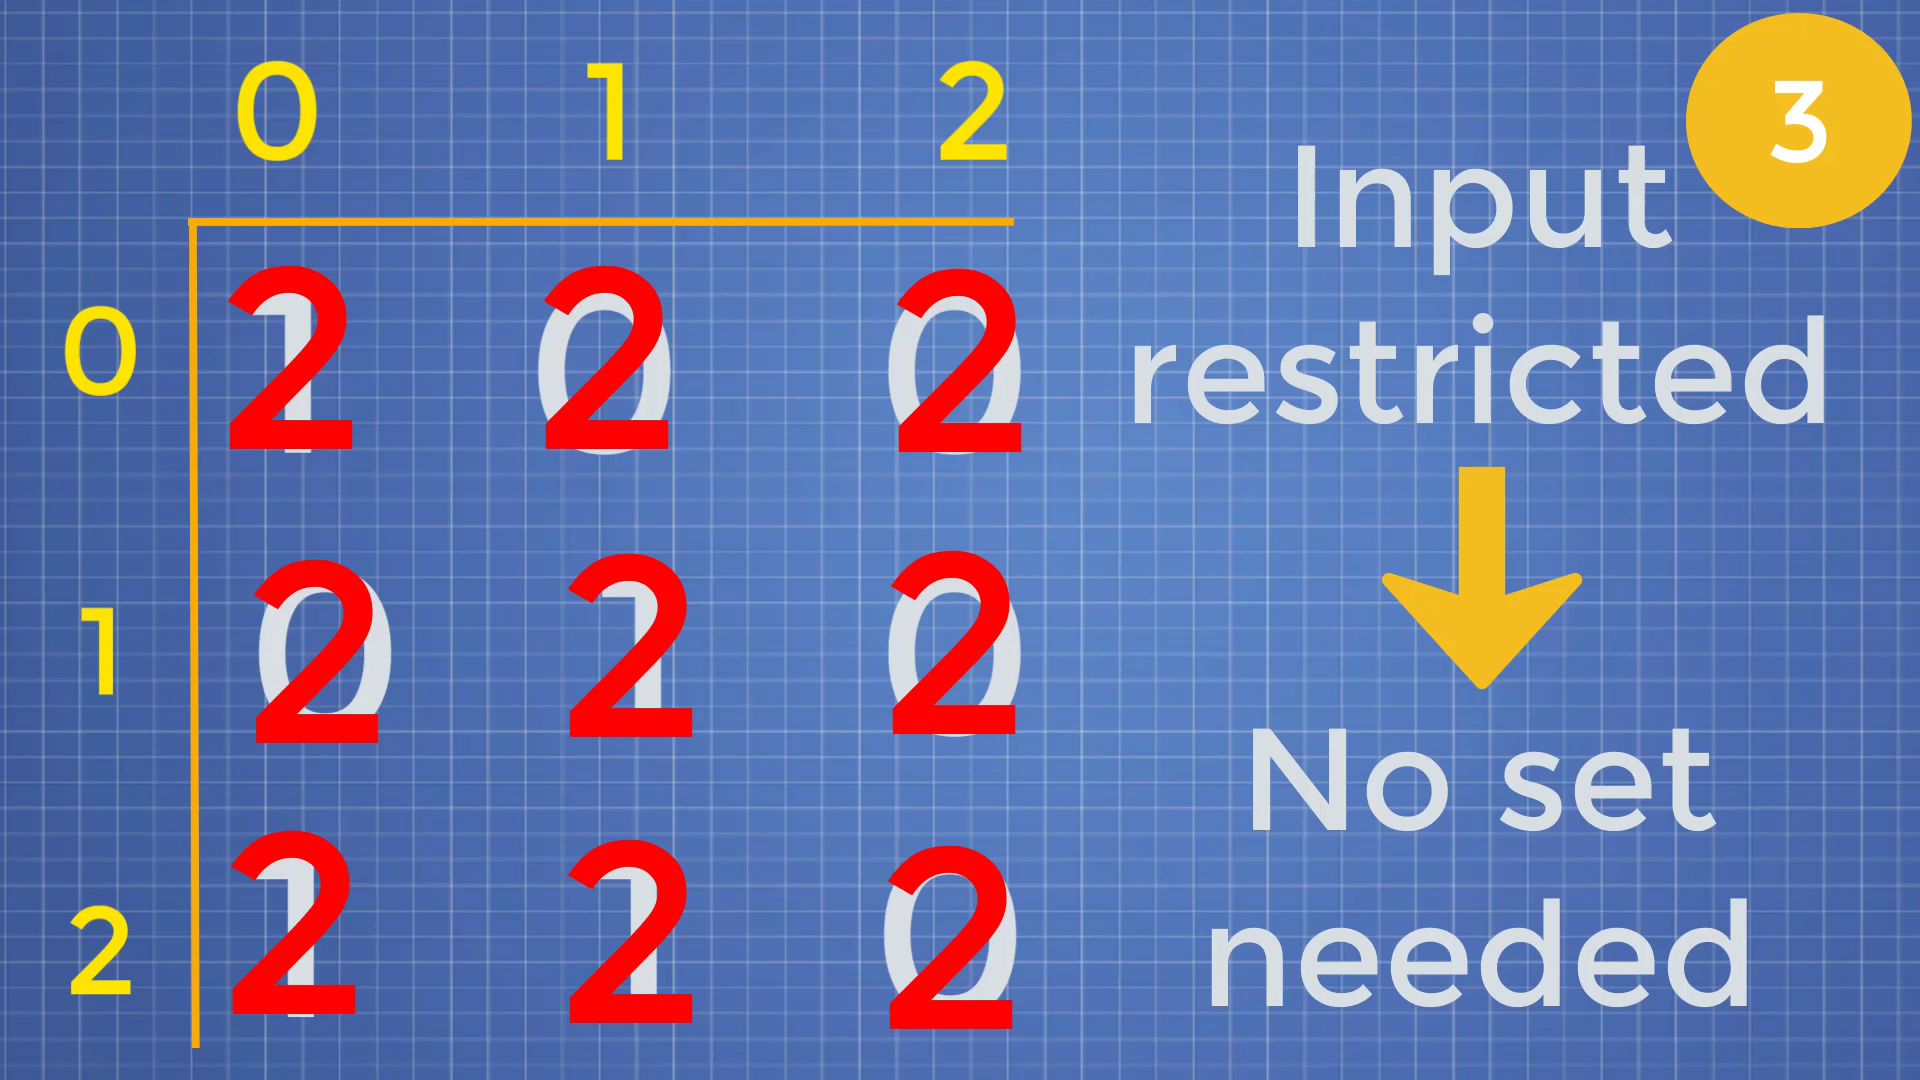 0 1 2
3
0 2 2 2
1 2 2 2
2 2 2 2
Input
restricted
No set
needed